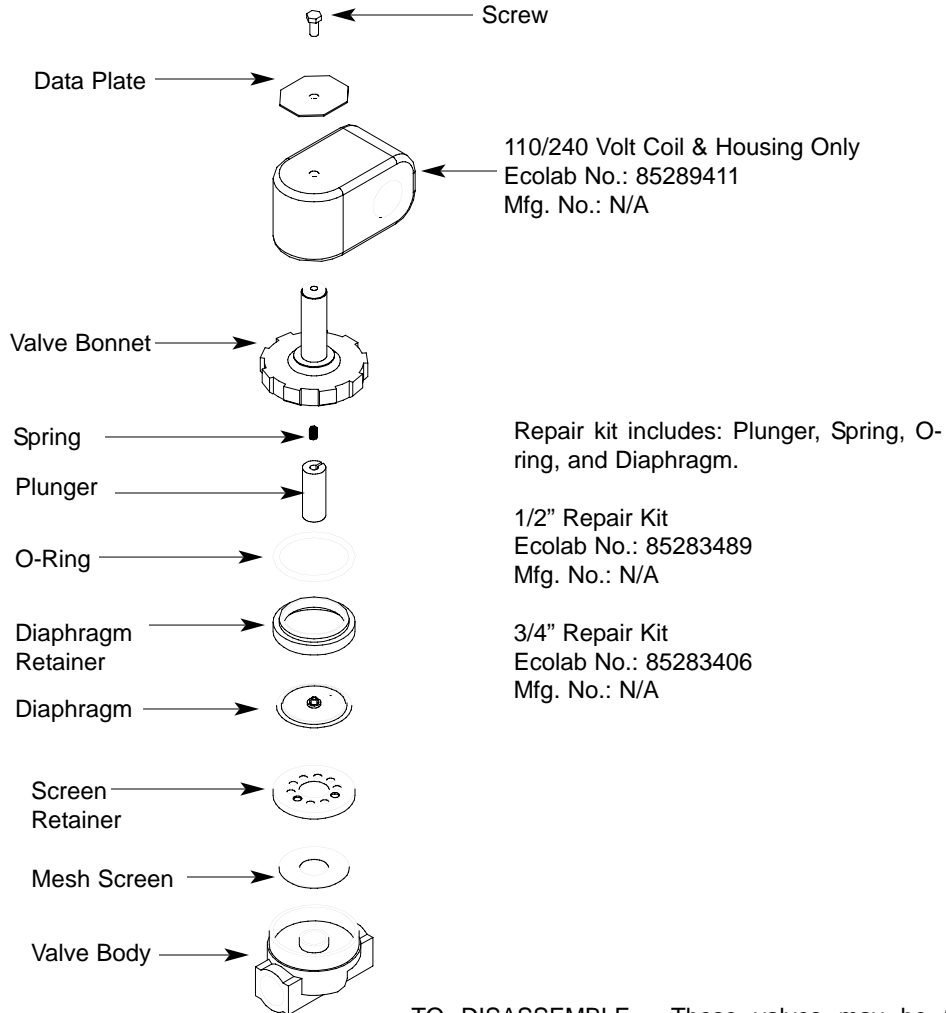 Screw
Data Plate
110/240 Volt Coil & Housing Only
Ecolab No.: 85289411
Mfg. No.: N/A
Valve Bonnet
Spring
Plunger
O-Ring
Diaphragm
Retainer
Diaphragm
Screen
Retainer
Mesh Screen
Valve Body
Repair kit includes: Plunger, Spring, O-
ring, and Diaphragm.
1/2” Repair Kit
Ecolab No.: 85283489
Mfg. No.: N/A
3/4” Repair Kit
Ecolab No.: 85283406
Mfg. No.: N/A
TO DISASSEMBLE These valves may be